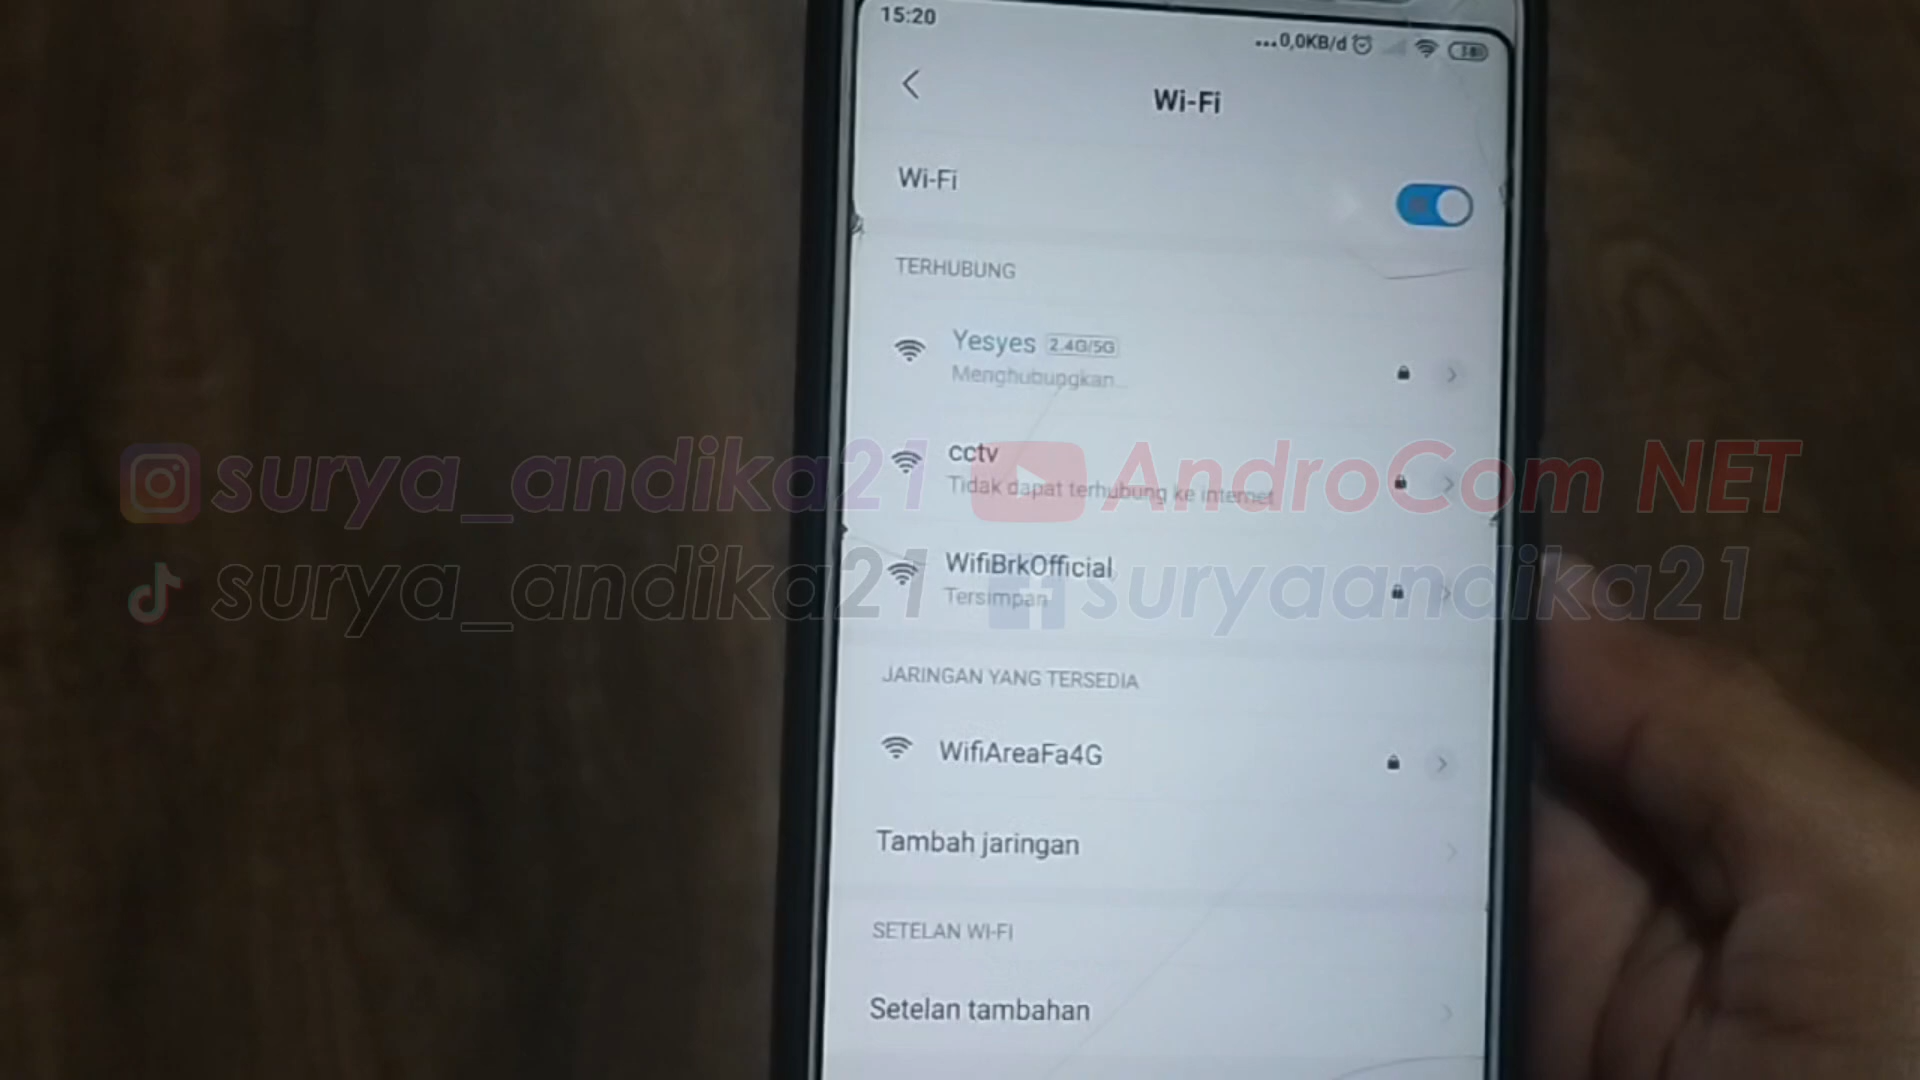 15:20
...0,0KB/d
Wi-Fi
Wi-Fi
TERHUBUNG
Yesyes 2.4G/5G
Menghubungkan...
cctv
Tidak dapat terhubung ke internet
WifiBrkOfficial
Tersimpan
JARINGAN YANG TERSEDIA
WifiAreaFa4G
Tambah jaringan
SETELAN WI-FI
Setelan tambahan
surya_andika21 AndroCom NET
surya_andika21 suryaandika21